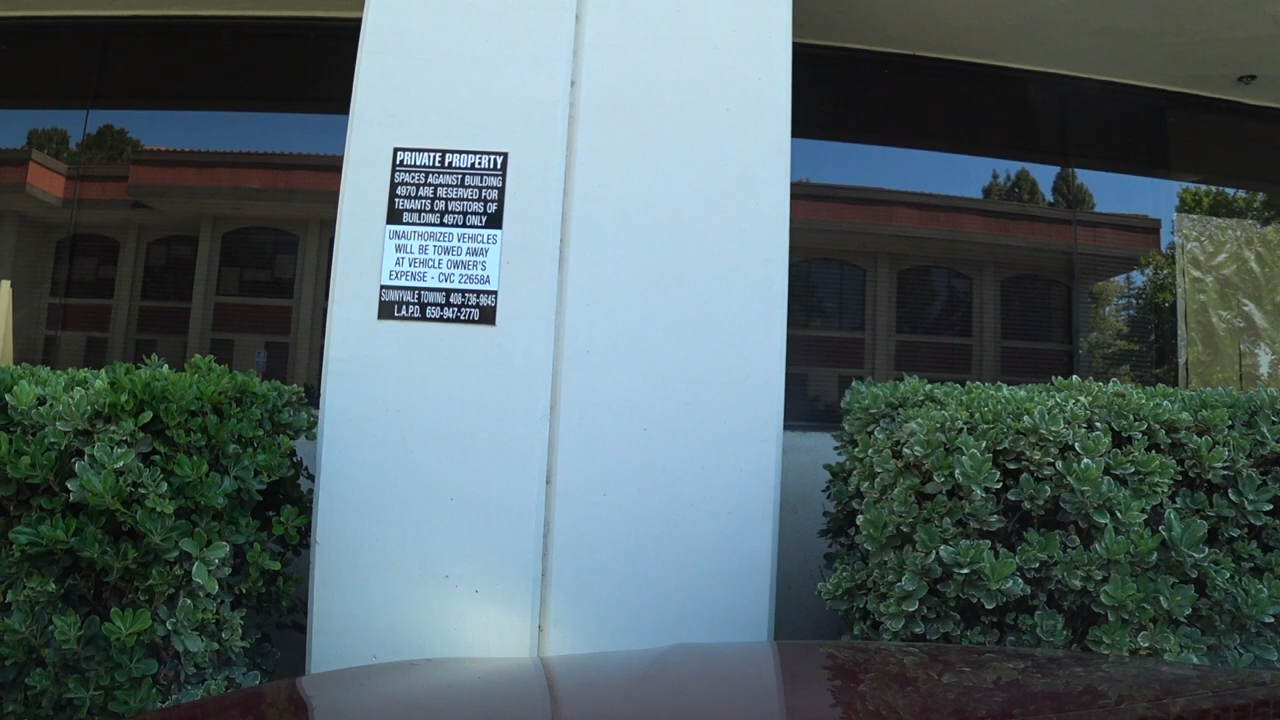 PRIVATE PROPERTY
SPACES AGAINST BUILDING
4970 ARE RESERVED FOR
TENANTS OR VISITORS OF
BUILDING 4970 ONLY
UNAUTHORIZED VEHICLES
WILL BE TOWED AWAY
AT VEHICLE OWNER'S
EXPENSE - CVC 22658A
SUNNYVALE TOWING 408-736-9645
L.A.P.D. 650-947-2770